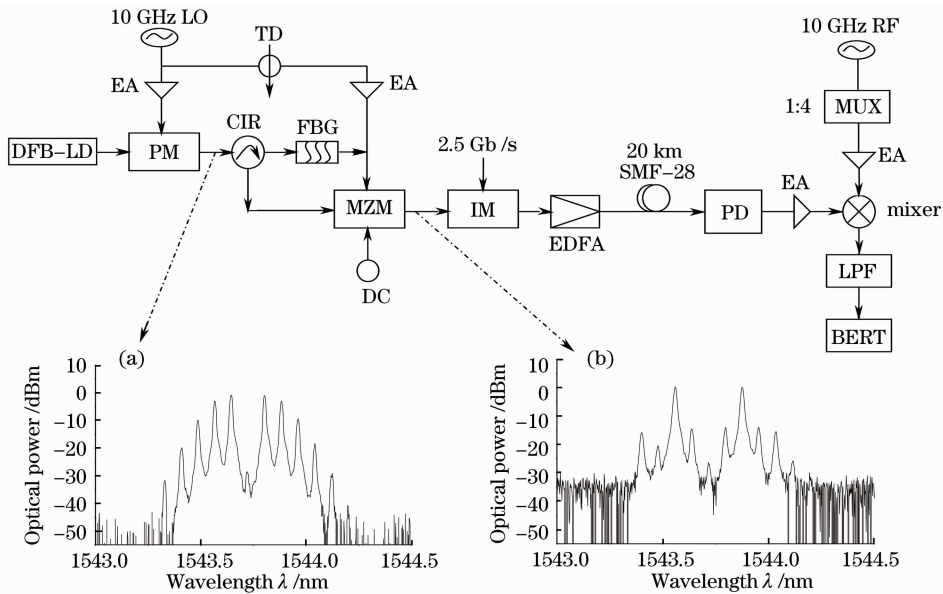 10 GHz LO
TD
EA
EA
CIR
FBG
DFB-LD
PM
MZM
DC
2.5 Gb /s
IM
EDFA
20 km
SMF-28
PD
EA
10 GHz RF
1:4
MUX
EA
mixer
LPF
BERT
(a)
Optical power /dBm
10
0
-10
-20
-30
-40
-50
1543.0
1543.5
1544.0
1544.5
Wavelength λ /nm
(b)
Optical power /dBm
10
0
-10
-20
-30
-40
-50
1543.0
1543.5
1544.0
1544.5
Wavelength λ /nm